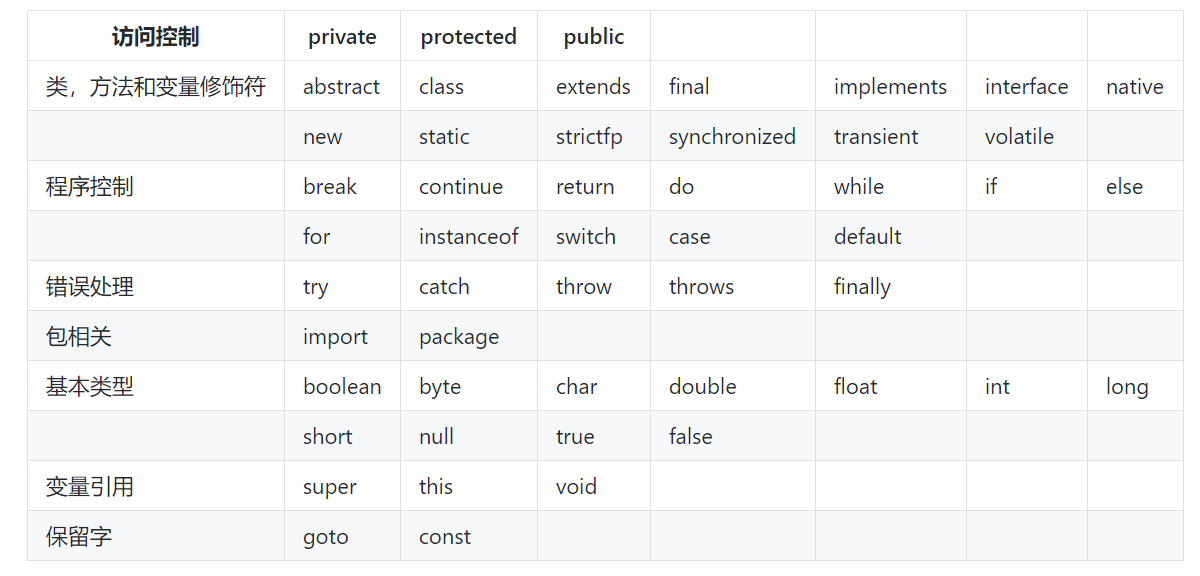 访问控制 private protected public
类，方法和变量修饰符 abstract class extends final implements interface native
new static strictfp synchronized transient volatile
程序控制 break continue return do while if else
for instanceof switch case default
错误处理 try catch throw throws finally
包相关 import package
基本类型 boolean byte char double float int long
short null true false
变量引用 super this void
保留字 goto const